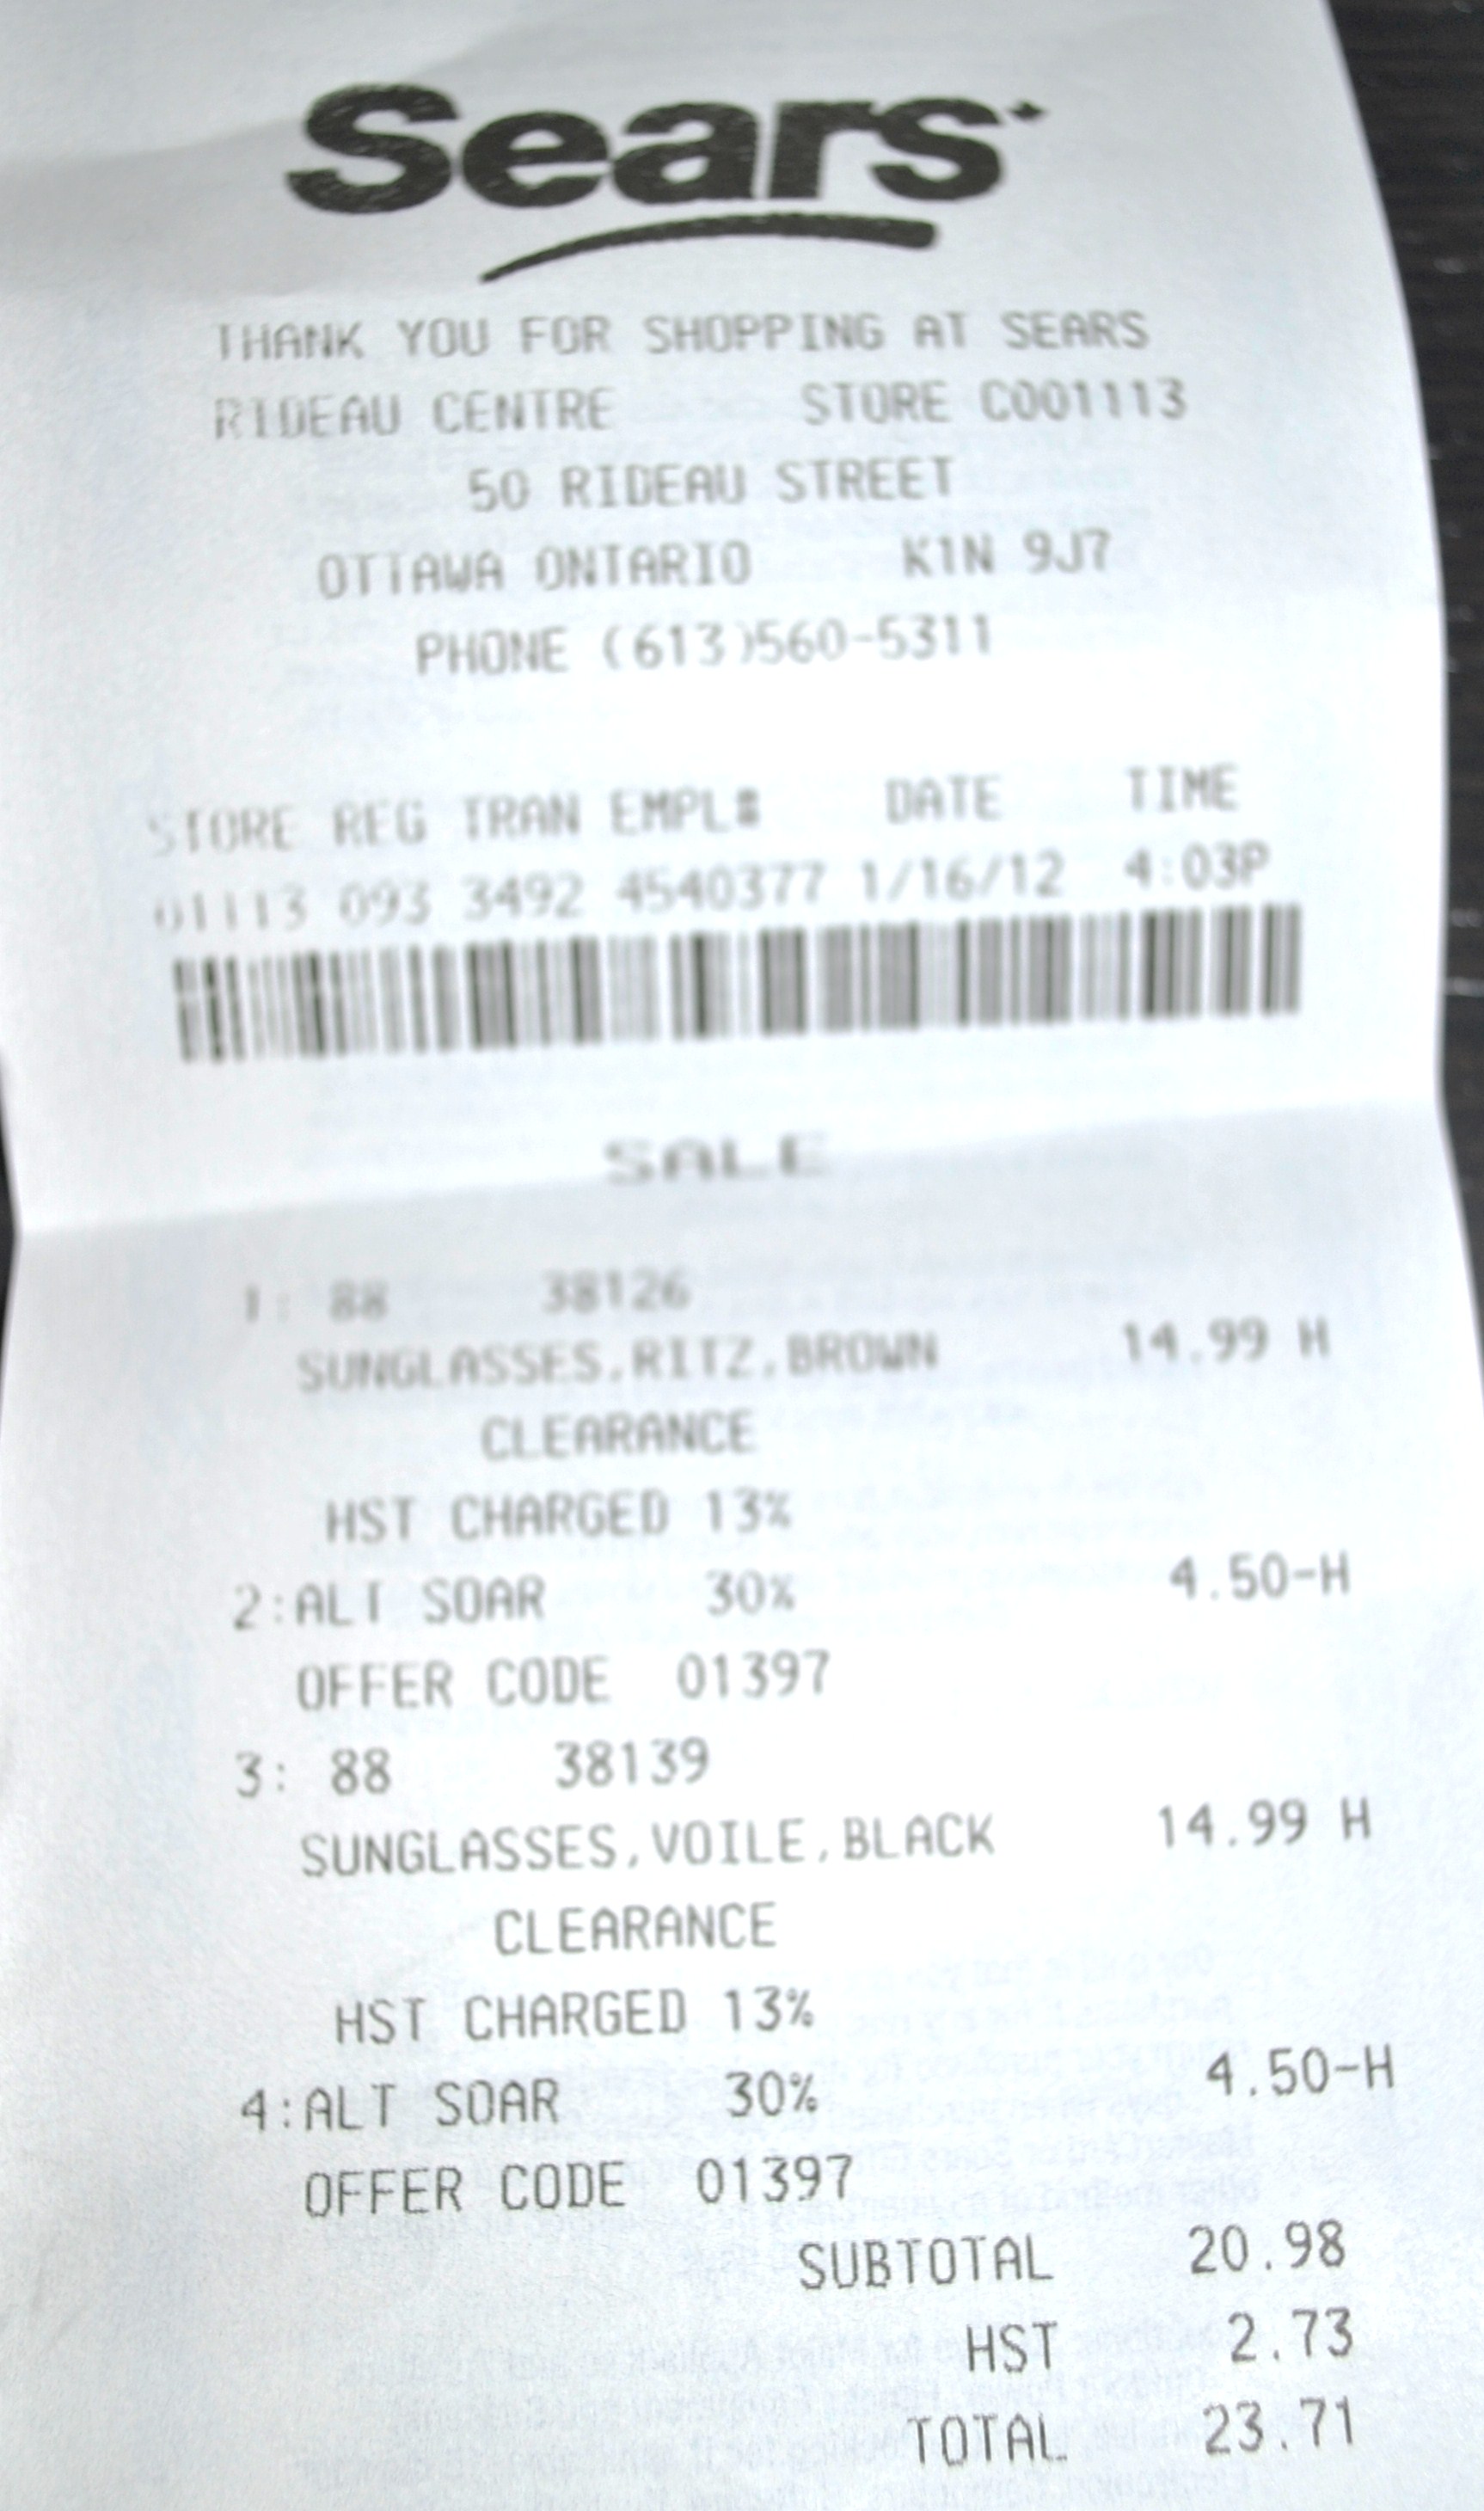 Sears
THANK YOU FOR SHOPPING AT SEARS
RIDEAU CENTRE STORE C001113
50 RIDEAU STREET
OTTAWA ONTARIO K1N 9J7
PHONE (613)560-5311
STORE REG TRAN EMPL# DATE TIME
01113 093 3492 4540377 1/16/12 4:03P
SALE
1: 88 38126
SUNGLASSES,RITZ,BROWN 14.99 H
CLEARANCE
HST CHARGED 13%
2:ALT SOAR 30% 4.50-H
OFFER CODE 01397
3: 88 38139
SUNGLASSES,VOILE,BLACK 14.99 H
CLEARANCE
HST CHARGED 13%
4:ALT SOAR 30% 4.50-H
OFFER CODE 01397
SUBTOTAL 20.98
HST 2.73
TOTAL 23.71